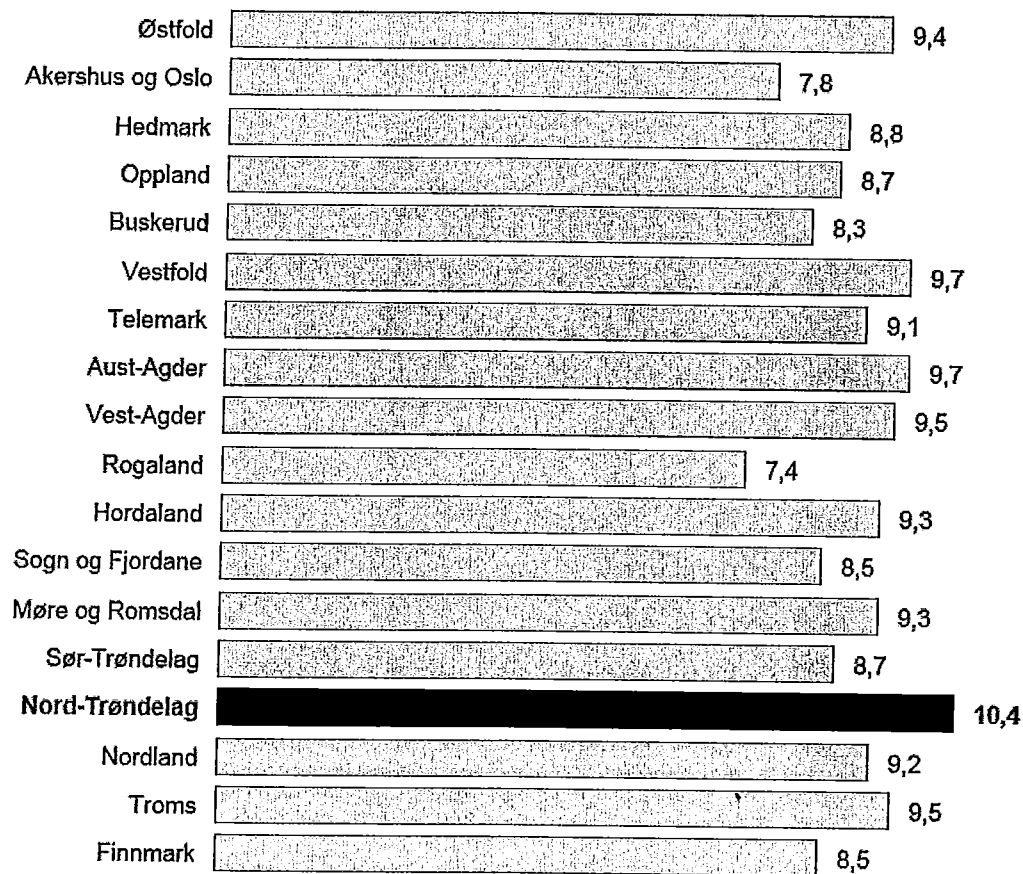 Østfold 9,4
Akershus og Oslo 7,8
Hedmark 8,8
Oppland 8,7
Buskerud 8,3
Vestfold 9,7
Telemark 9,1
Aust-Agder 9,7
Vest-Agder 9,5
Rogaland 7,4
Hordaland 9,3
Sogn og Fjordane 8,5
Møre og Romsdal 9,3
Sør-Trøndelag 8,7
Nord-Trøndelag 10,4
Nordland 9,2
Troms 9,5
Finnmark 8,5